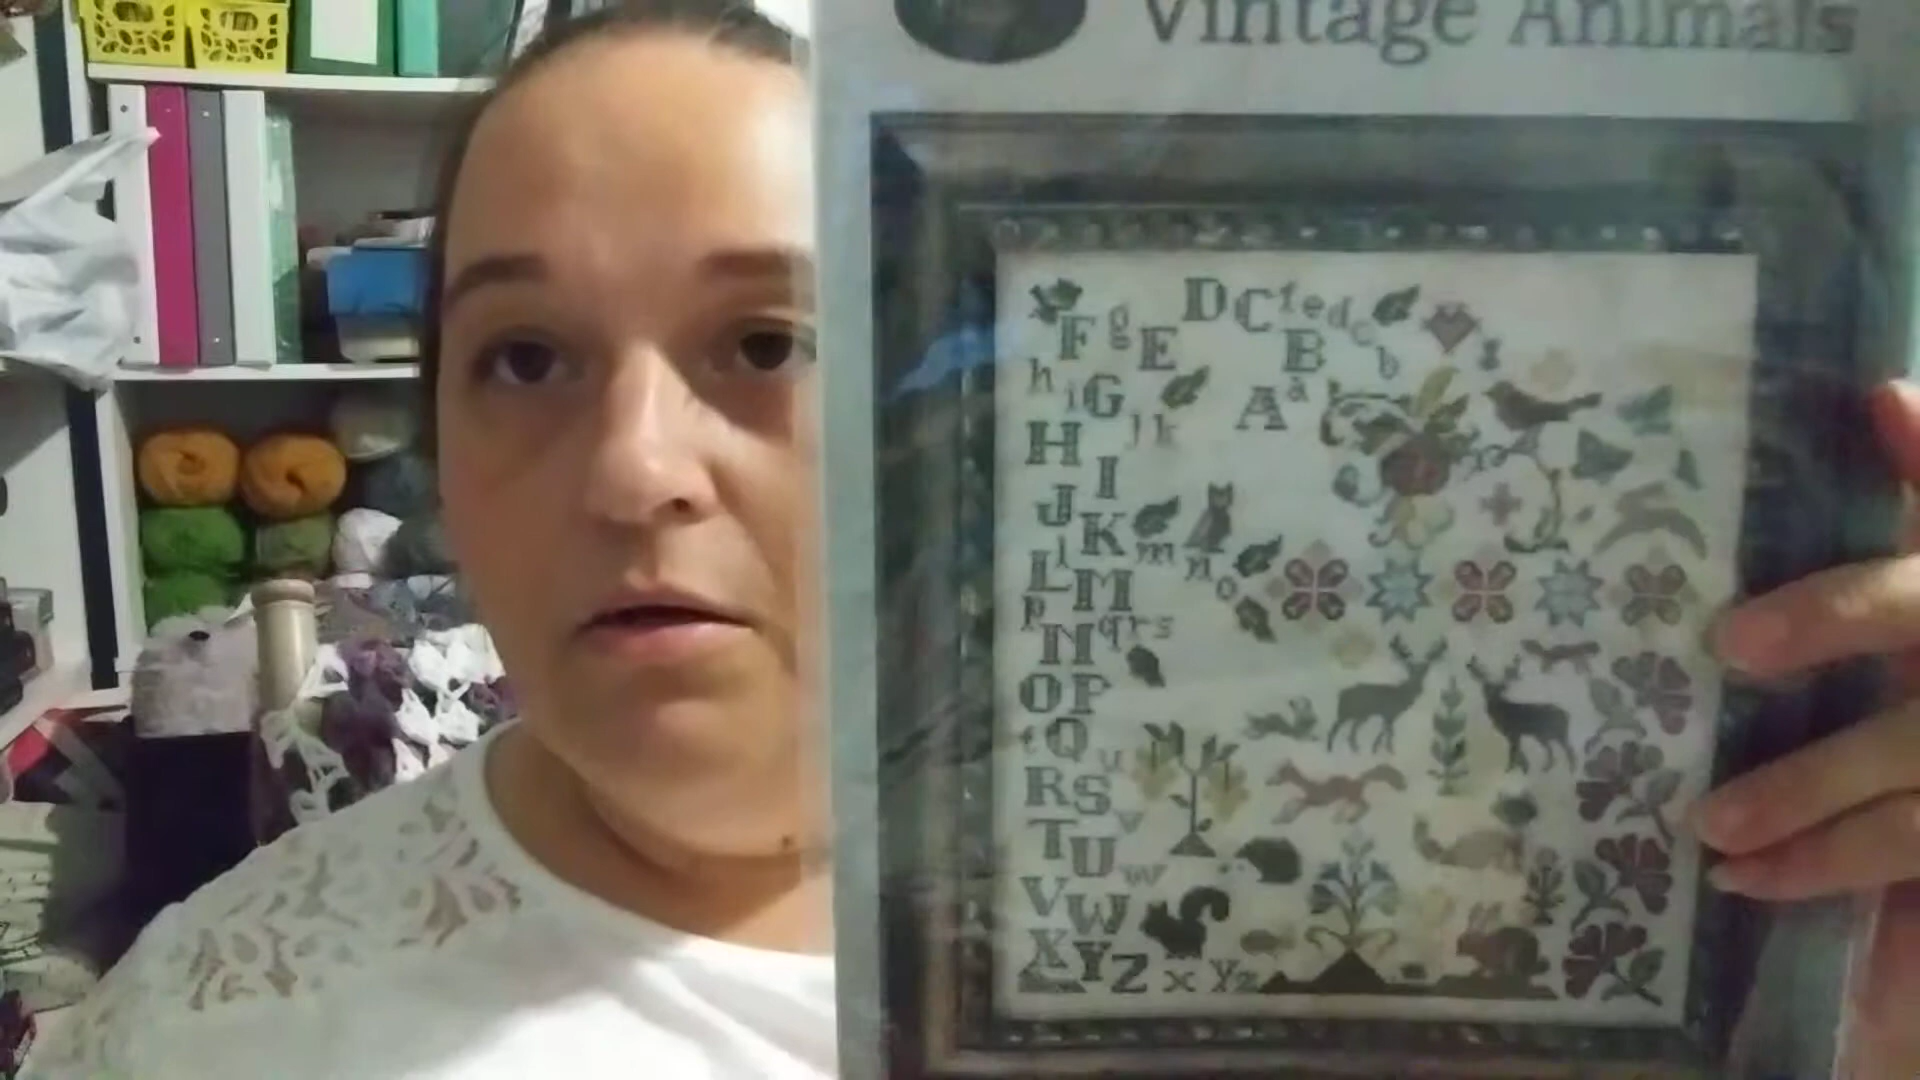 Vintage Animals
D C f e d c
F g E B b
h i G A a
H j k
I
J K m n o
L l M
p N q r s
O P
t Q u
R S
T U v
V W w
X Y Z x y z